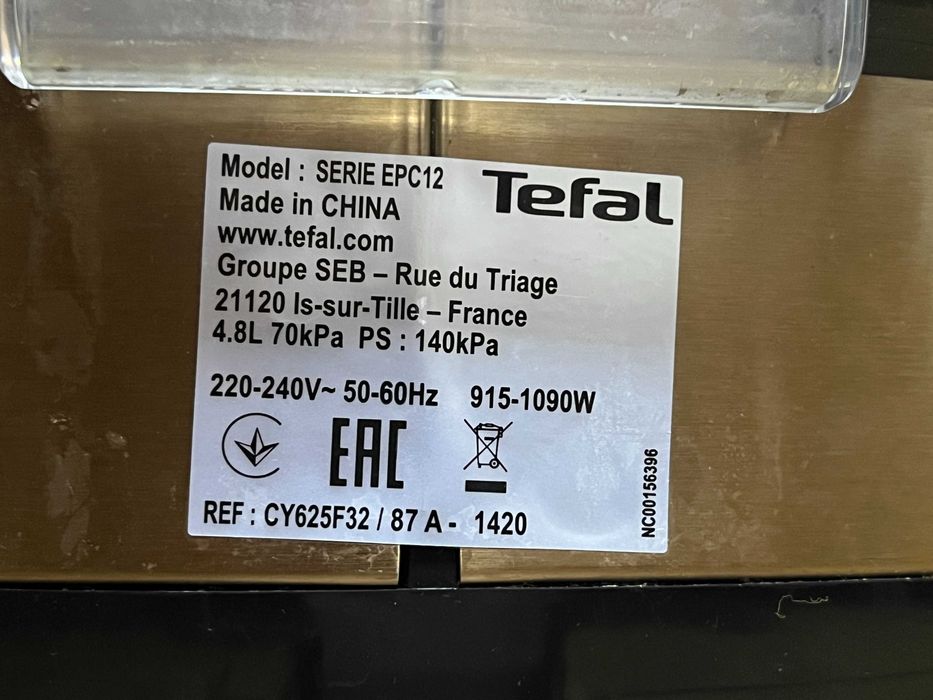 Model : SERIE EPC12
Tefal
Made in CHINA
www.tefal.com
Groupe SEB – Rue du Triage
21120 Is-sur-Tille – France
4.8L 70kPa PS : 140kPa
220-240V~ 50-60Hz 915-1090W
EAC
REF : CY625F32 / 87 A - 1420
NC00156396